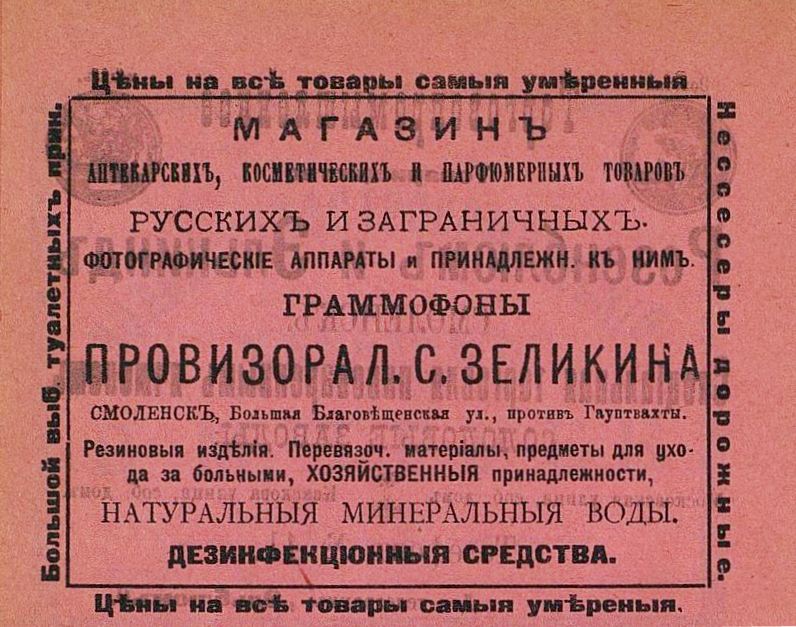 Цѣны на всѣ товары самыя умѣренныя
Большой выб. туалетныхъ прин.
МАГАЗИНЪ
АПТЕКАРСКИХЪ, КОСМЕТИЧЕСКИХЪ И ПАРФЮМЕРНЫХЪ ТОВАРОВЪ
РУССКИХЪ И ЗАГРАНИЧНЫХЪ.
ФОТОГРАФИЧЕСКІЕ АППАРАТЫ и ПРИНАДЛЕЖН. КЪ НИМЪ.
ГРАММОФОНЫ
ПРОВИЗОРА Л. С. ЗЕЛИКИНА
СМОЛЕНСКЪ, Большая Благовѣщенская ул., противъ Гауптвахты.
Резиновыя издѣлія. Перевязоч. матеріалы, предметы для ухо-
да за больными, ХОЗЯЙСТВЕННЫЯ принадлежности,
НАТУРАЛЬНЫЯ МИНЕРАЛЬНЫЯ ВОДЫ.
ДЕЗИНФЕКЦІОННЫЯ СРЕДСТВА.
Нессесеры дорожные.
Цѣны на всѣ товары самыя умѣреныя.